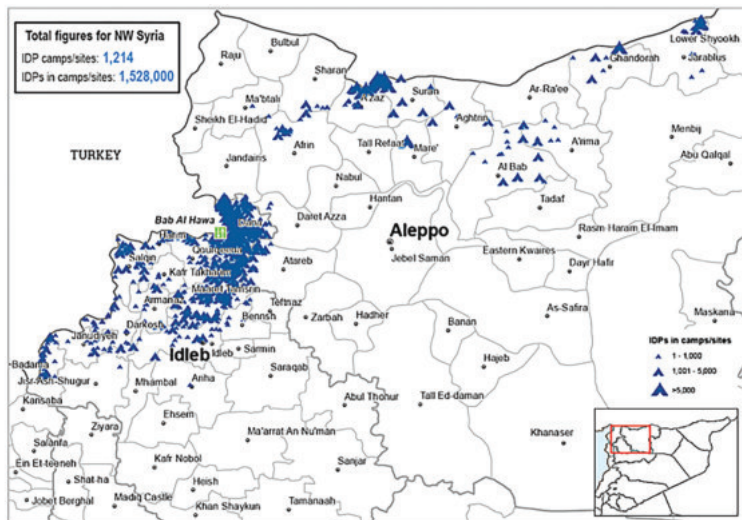 Total figures for NW Syria
IDP camps/sites: 1,214
IDPs in camps/sites: 1,528,000
Bulbul
Raju
Lower Shyookh
Ghandorah
Jarablus
Sharan
A'zaz
Suran
Ar-Ra'ee
Ma'btali
Aghtrin
Sheikh El-Hadid
Menbij
TURKEY
Afrin
Tall Refaat
Mare'
A'rima
Abu Qalqal
Jandairis
Nabul
Al Bab
Hantan
Tadaf
Bab Al Hawa
Dana
Daret Azza
Harim
Aleppo
Rasm Haram El-Imam
Qourqeena
Jebel Saman
Eastern Kwaires
Salqin
Atareb
Dayr Hafir
Kafr Takharim
Maaret Tamsrin
Armanaz
Teftnaz
As-Safira
Maskana
Darkosh
Bennsh
Zarbah
Hadher
Banan
Janudiyeh
IDPs in camps/sites
Idleb
Idleb
Sarmin
1 - 1,000
Badama
Hajeb
1,001 - 5,000
Jisr-Ash-Shugur
Mhambal
Ariha
Saraqab
>5,000
Kansaba
Abul Thohur
Tall Ed-daman
Ehsem
Ziyara
Ma'arrat An Nu'man
Khanaser
Salanfa
Kafr Nobol
Sanjar
Ein Et-teeneh
Shat-ha
Heish
Jobet Berghal
Madiq Castle
Khan Shaykun
Tamanaah